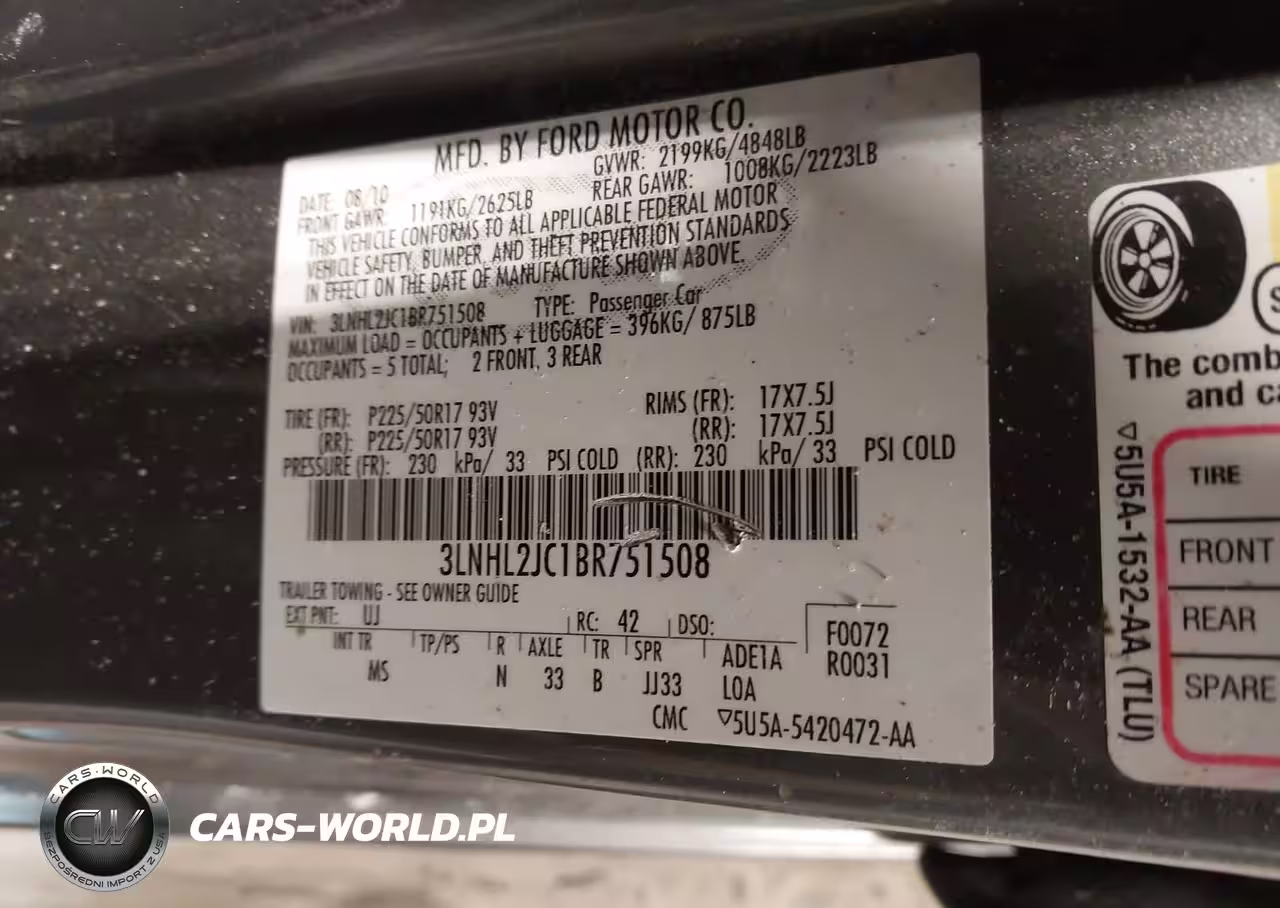 MFD. BY FORD MOTOR CO.
DATE: 08/10 GVWR: 2199KG/4848LB
FRONT GAWR: 1191KG/2625LB REAR GAWR: 1008KG/2223LB
THIS VEHICLE CONFORMS TO ALL APPLICABLE FEDERAL MOTOR
VEHICLE SAFETY, BUMPER, AND THEFT PREVENTION STANDARDS
IN EFFECT ON THE DATE OF MANUFACTURE SHOWN ABOVE.
VIN: 3LNHL2JC1BR751508 TYPE: Passenger Car
MAXIMUM LOAD = OCCUPANTS + LUGGAGE = 396KG/ 875LB
OCCUPANTS = 5 TOTAL; 2 FRONT, 3 REAR
TIRE (FR): P225/50R17 93V RIMS (FR): 17X7.5J
(RR): P225/50R17 93V (RR): 17X7.5J
PRESSURE (FR): 230 kPa/ 33 PSI COLD (RR): 230 kPa/ 33 PSI COLD
3LNHL2JC1BR751508
TRAILER TOWING - SEE OWNER GUIDE
EXT PNT: UJ RC: 42 DSO: F0072
INT TR TP/PS R AXLE TR SPR ADE1A R0031
MS N 33 B JJ33 LOA
CMC ▽5U5A-5420472-AA
The comb
and ca
TIRE
FRONT
REAR
SPARE
▽5U5A-1532-AA (TLU)
CARS-WORLD
CW
BEZPOŚREDNI IMPORT Z USA
CARS-WORLD.PL